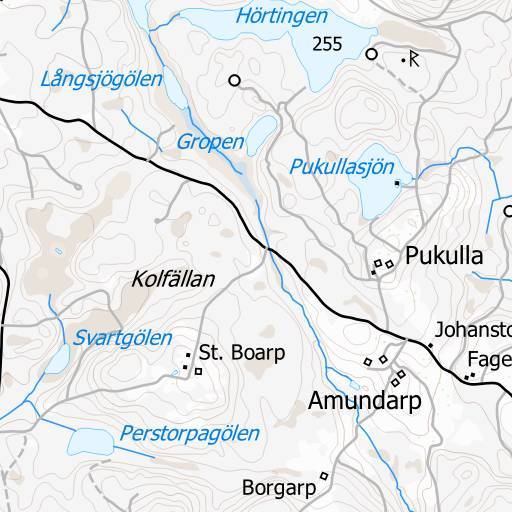 Hörtingen
255
ᚱ
Långsjögölen
Gropen
Pukullasjön
Pukulla
Kolfällan
Johansto
Svartgölen
St. Boarp
Fage
Amundarp
Perstorpagölen
Borgarp